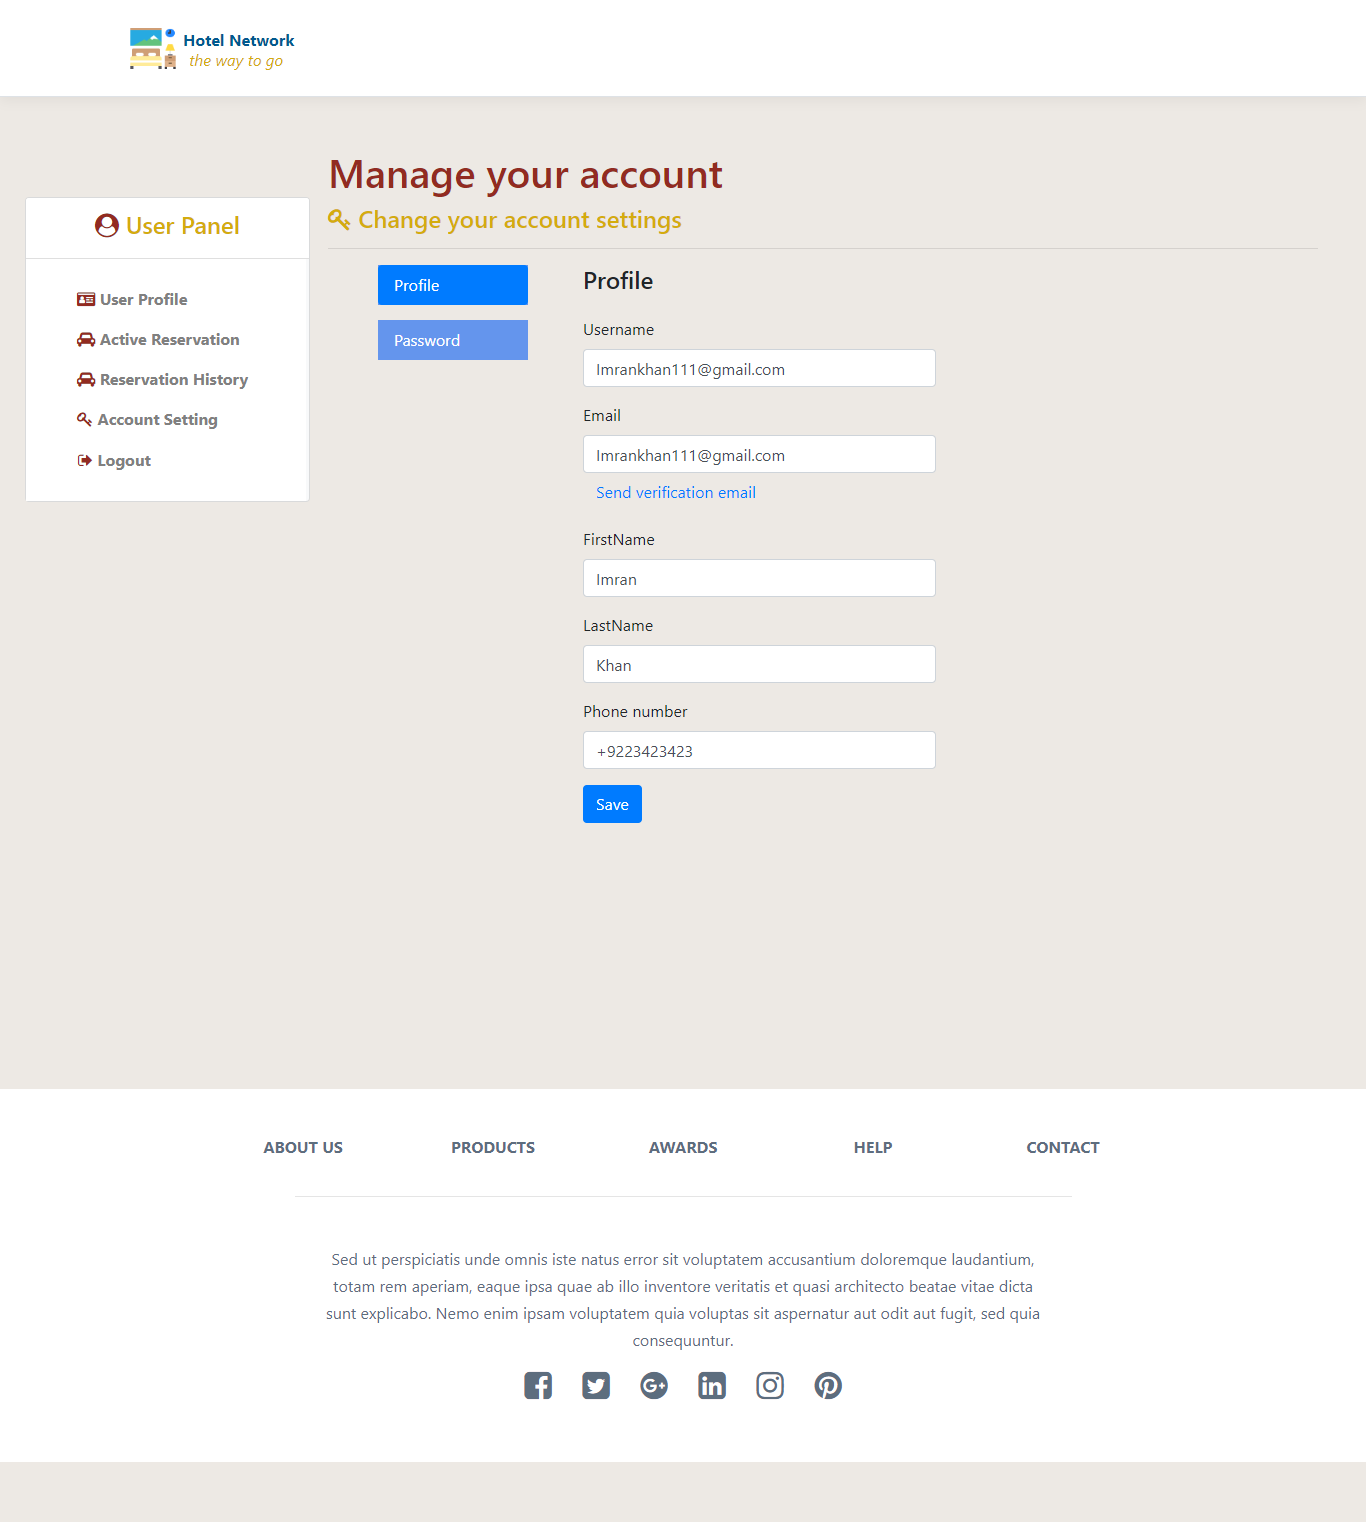 Hotel Network
the way to go
Manage your account
Change your account settings
User Panel
User Profile
Active Reservation
Reservation History
Account Setting
Logout
Profile
Password
Profile
Username
Imrankhan111@gmail.com
Email
Imrankhan111@gmail.com
Send verification email
FirstName
Imran
LastName
Khan
Phone number
+9223423423
Save
ABOUT US
PRODUCTS
AWARDS
HELP
CONTACT
Sed ut perspiciatis unde omnis iste natus error sit voluptatem accusantium doloremque laudantium,
totam rem aperiam, eaque ipsa quae ab illo inventore veritatis et quasi architecto beatae vitae dicta
sunt explicabo. Nemo enim ipsam voluptatem quia voluptas sit aspernatur aut odit aut fugit, sed quia
consequuntur.